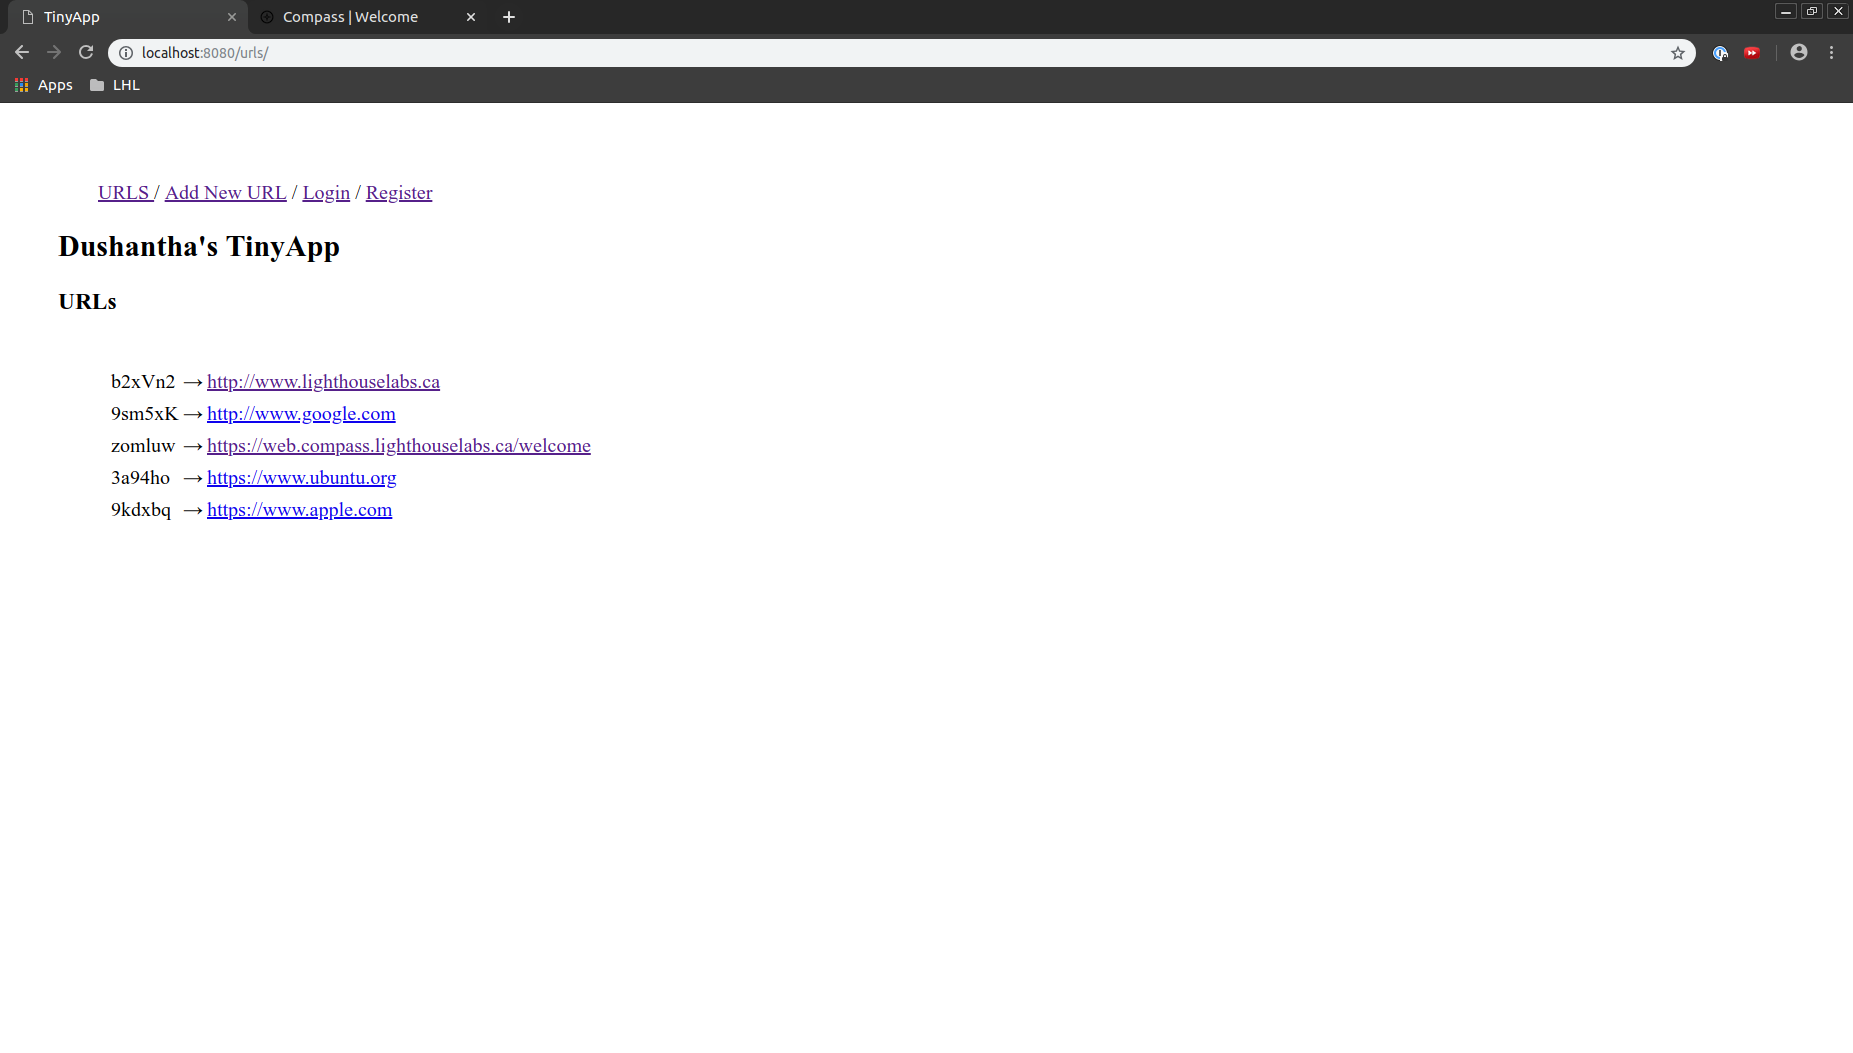 TinyApp
Compass | Welcome
localhost:8080/urls/
Apps
LHL
URLS / Add New URL / Login / Register
Dushantha's TinyApp
URLs
b2xVn2 → http://www.lighthouselabs.ca
9sm5xK → http://www.google.com
zomluw → https://web.compass.lighthouselabs.ca/welcome
3a94ho → https://www.ubuntu.org
9kdxbq → https://www.apple.com